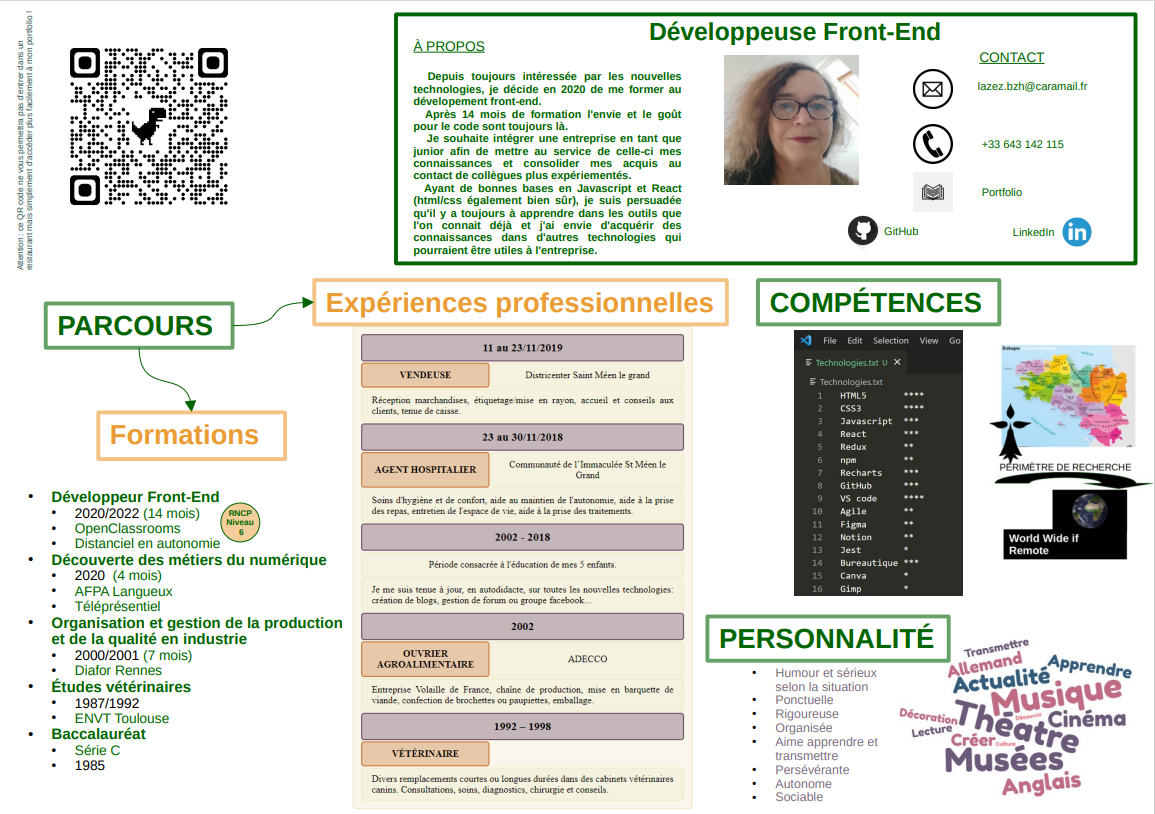 Attention : ce QR code ne vous permettra pas d'entrer dans un
restaurant mais simplement d'accéder plus facilement à mon portfolio !
Développeuse Front-End
À PROPOS
Depuis toujours intéressée par les nouvelles
technologies, je décide en 2020 de me former au
dévelopement front-end.
Après 14 mois de formation l'envie et le goût
pour le code sont toujours là.
Je souhaite intégrer une entreprise en tant que
junior afin de mettre au service de celle-ci mes
connaissances et consolider mes acquis au
contact de collègues plus expériementés.
Ayant de bonnes bases en Javascript et React
(html/css également bien sûr), je suis persuadée
qu'il y a toujours à apprendre dans les outils que
l'on connait déjà et j'ai envie d'acquérir des
connaissances dans d'autres technologies qui
pourraient être utiles à l'entreprise.
CONTACT
lazez.bzh@caramail.fr
+33 643 142 115
Portfolio
GitHub
LinkedIn
PARCOURS
Formations
Développeur Front-End
2020/2022 (14 mois)
OpenClassrooms
Distanciel en autonomie
RNCP
Niveau
6
Découverte des métiers du numérique
2020 (4 mois)
AFPA Langueux
Téléprésentiel
Organisation et gestion de la production
et de la qualité en industrie
2000/2001 (7 mois)
Diafor Rennes
Études vétérinaires
1987/1992
ENVT Toulouse
Baccalauréat
Série C
1985
Expériences professionnelles
11 au 23/11/2019
VENDEUSE
Districenter Saint Méen le grand
Réception marchandises, étiquetage/mise en rayon, accueil et conseils aux
clients, tenue de caisse.
23 au 30/11/2018
AGENT HOSPITALIER
Communauté de l'Immaculée St Méen le
Grand
Soins d'hygiène et de confort, aide au maintien de l'autonomie, aide à la prise
des repas, entretien de l'espace de vie, aide à la prise des traitements.
2002 - 2018
Période consacrée à l'éducation de mes 5 enfants.
Je me suis tenue à jour, en autodidacte, sur toutes les nouvelles technologies:
création de blogs, gestion de forum ou groupe facebook...
2002
OUVRIER
AGROALIMENTAIRE
ADECCO
Entreprise Volaille de France, chaîne de production, mise en barquette de
viande, confection de brochettes ou paupiettes, emballage.
1992 – 1998
VÉTÉRINAIRE
Divers remplacements courtes ou longues durées dans des cabinets vétérinaires
canins. Consultations, soins, diagnostics, chirurgie et conseils.
COMPÉTENCES
File Edit Selection View Go
Technologies.txt U ✕
Technologies.txt
1 HTML5 ****
2 CSS3 ****
3 Javascript ***
4 React ***
5 Redux **
6 npm **
7 Recharts ***
8 GitHub ***
9 VS code ****
10 Agile **
11 Figma **
12 Notion **
13 Jest *
14 Bureautique ***
15 Canva *
16 Gimp *
Bretagne
PÉRIMÈTRE DE RECHERCHE
World Wide if
Remote
PERSONNALITÉ
Humour et sérieux
selon la situation
Ponctuelle
Rigoureuse
Organisée
Aime apprendre et
transmettre
Persévérante
Autonome
Sociable
Transmettre
Allemand
Apprendre
Actualité
Musique
Décoration
Théatre
Découvrir
Cinéma
Lecture
Créer
Culture
Musées
Anglais